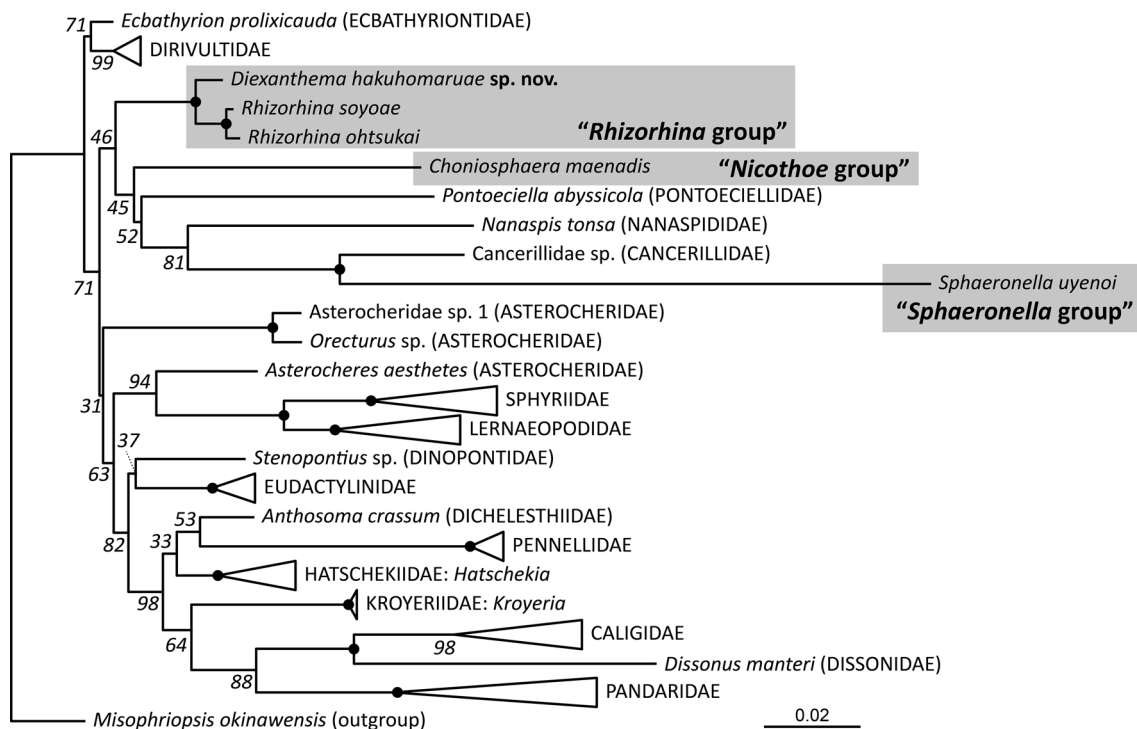 71
Ecbathyrion prolixicauda (ECBATHYRIONTIDAE)
99
DIRIVULTIDAE
Diexanthema hakuhomaruae sp. nov.
Rhizorhina soyoae
46
Rhizorhina ohtsukai
“Rhizorhina group”
Choniosphaera maenadis
“Nicothoe group”
45
Pontoeciella abyssicola (PONTOECIELLIDAE)
52
Nanaspis tonsa (NANASPIDIDAE)
81
Cancerillidae sp. (CANCERILLIDAE)
71
Sphaeronella uyenoi
“Sphaeronella group”
Asterocheridae sp. 1 (ASTEROCHERIDAE)
Orecturus sp. (ASTEROCHERIDAE)
94
Asterocheres aesthetes (ASTEROCHERIDAE)
31
SPHYRIIDAE
LERNAEOPODIDAE
37
63
Stenopontius sp. (DINOPONTIDAE)
EUDACTYLINIDAE
53
Anthosoma crassum (DICHELESTHIIDAE)
82
33
PENNELLIDAE
HATSCHEKIIDAE: Hatschekia
98
KROYERIIDAE: Kroyeria
64
CALIGIDAE
98
Dissonus manteri (DISSONIDAE)
88
PANDARIDAE
Misophriopsis okinawensis (outgroup)
0.02